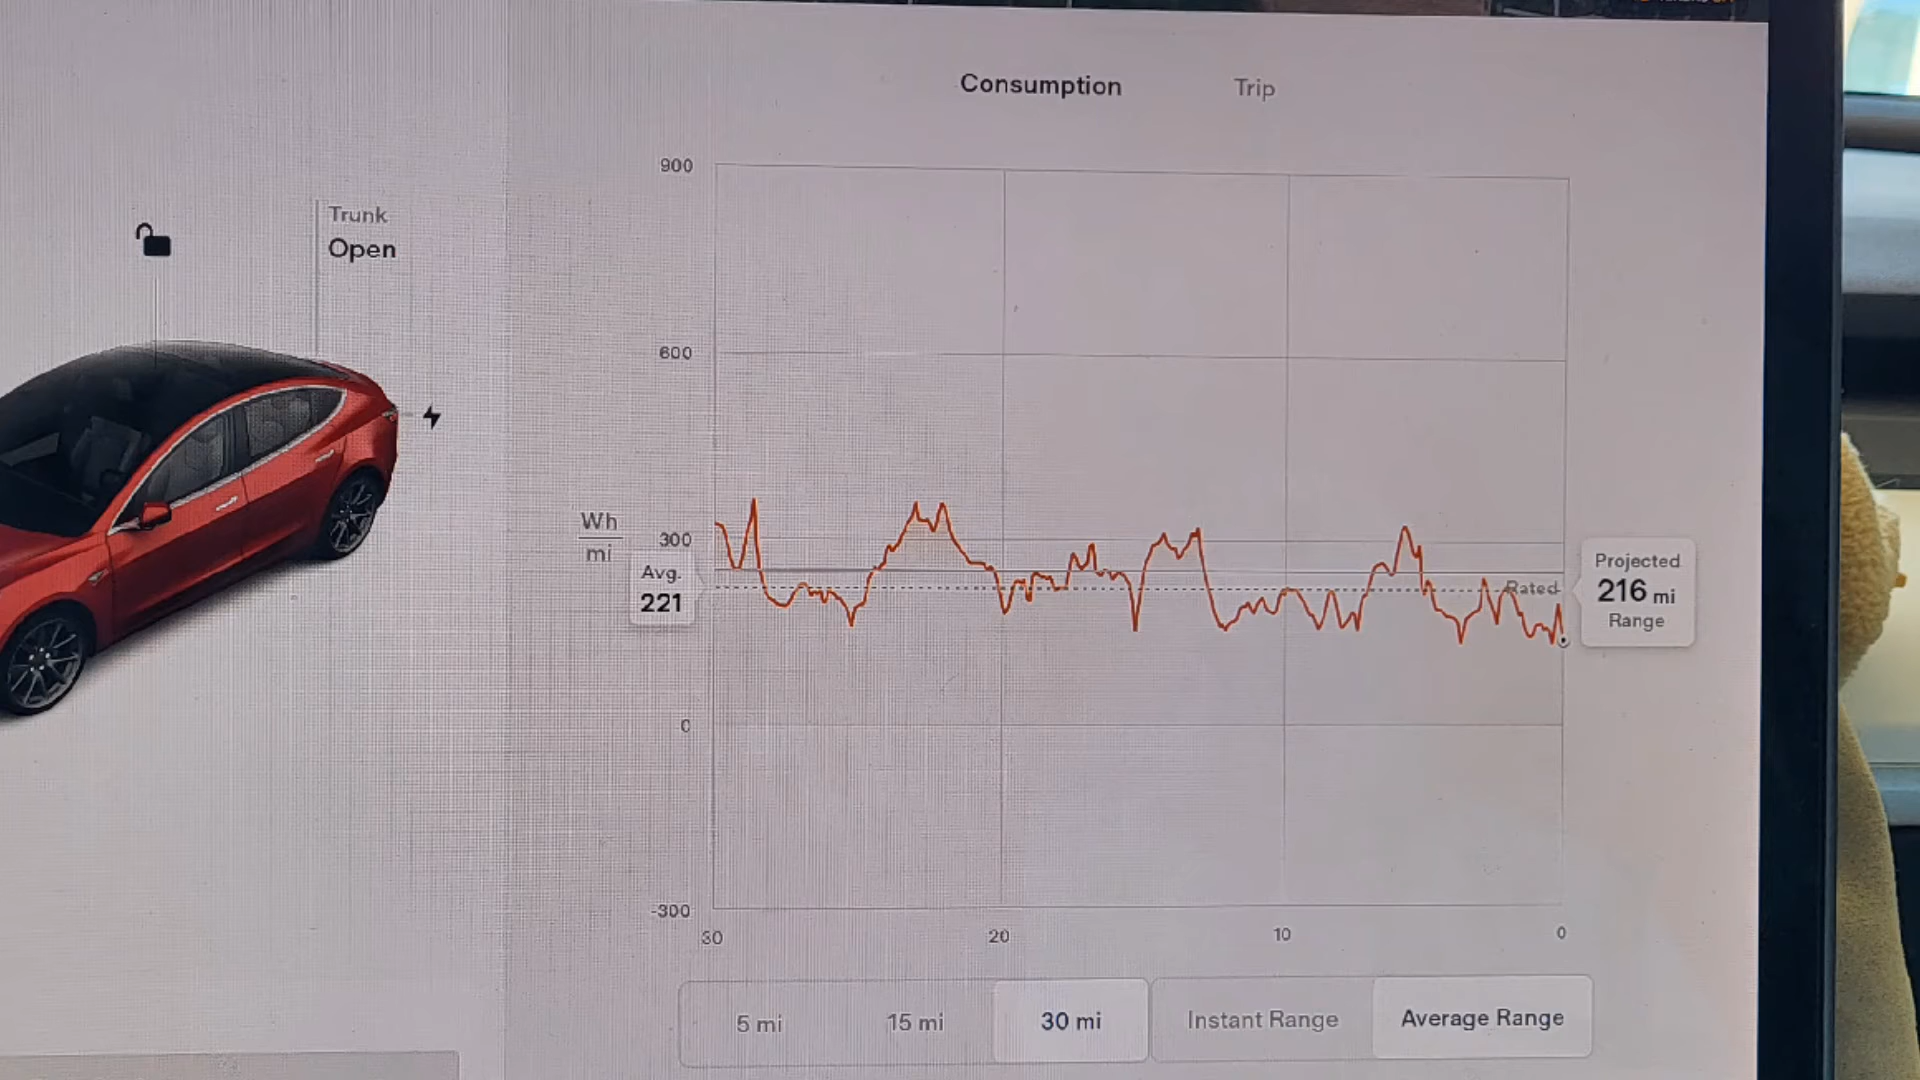 Consumption
Trip
Trunk
Open
900
600
300
0
-300
Wh
mi
Avg.
221
Rated
Projected
216 mi
Range
30
20
10
0
5 mi
15 mi
30 mi
Instant Range
Average Range